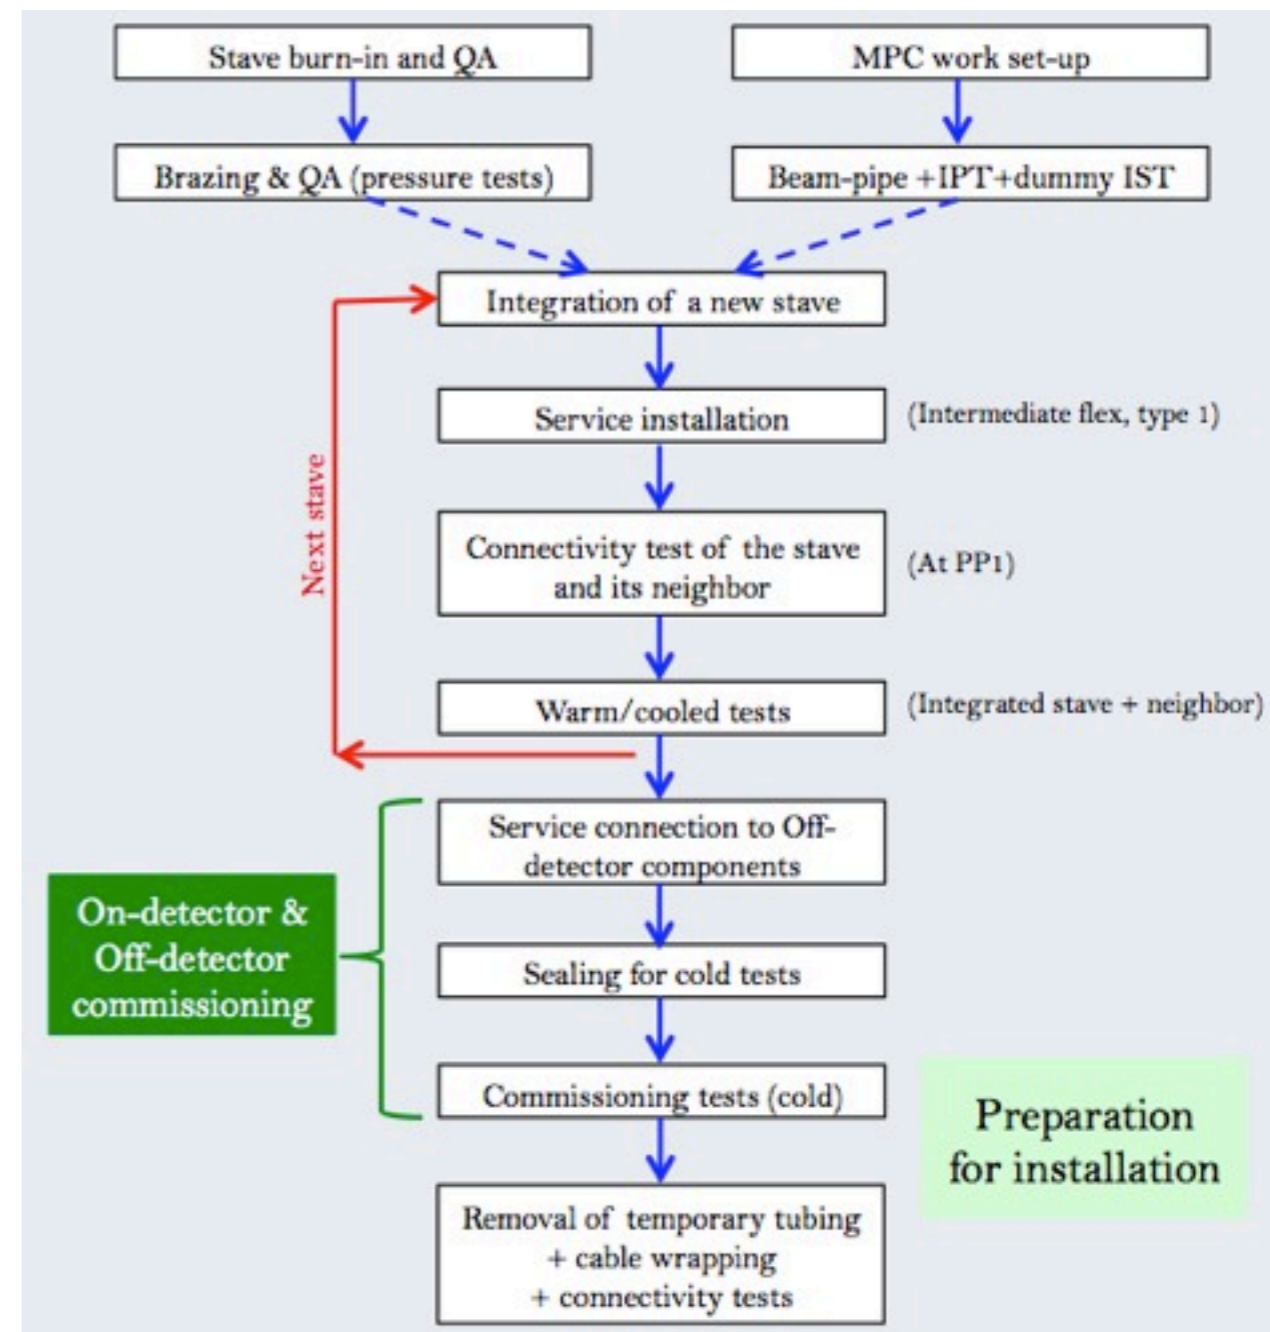 Stave burn-in and QA
MPC work set-up
Brazing & QA (pressure tests)
Beam-pipe +IPT+dummy IST
Integration of a new stave
Service installation
(Intermediate flex, type 1)
Next stave
Connectivity test of the stave
and its neighbor
(At PP1)
Warm/cooled tests
(Integrated stave + neighbor)
Service connection to Off-
detector components
On-detector &
Off-detector
commissioning
Sealing for cold tests
Commissioning tests (cold)
Preparation
for installation
Removal of temporary tubing
+ cable wrapping
+ connectivity tests